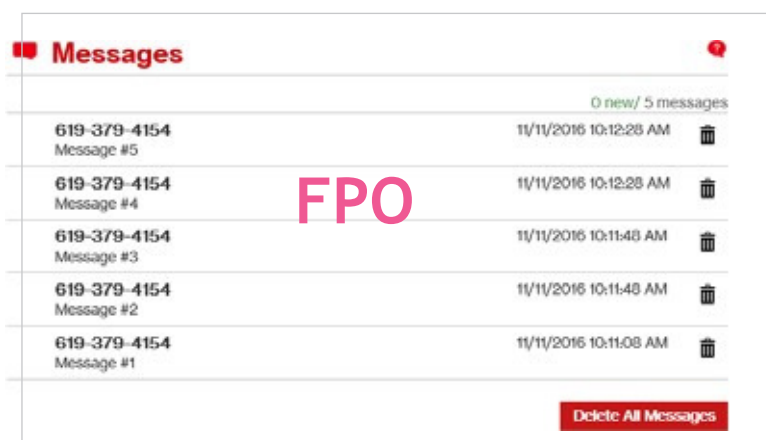 Messages
0 new/ 5 messages
619-379-4154 11/11/2016 10:12:28 AM
Message #5
619-379-4154 11/11/2016 10:12:28 AM
Message #4
FPO
619-379-4154 11/11/2016 10:11:48 AM
Message #3
619-379-4154 11/11/2016 10:11:48 AM
Message #2
619-379-4154 11/11/2016 10:11:08 AM
Message #1
Delete All Messages